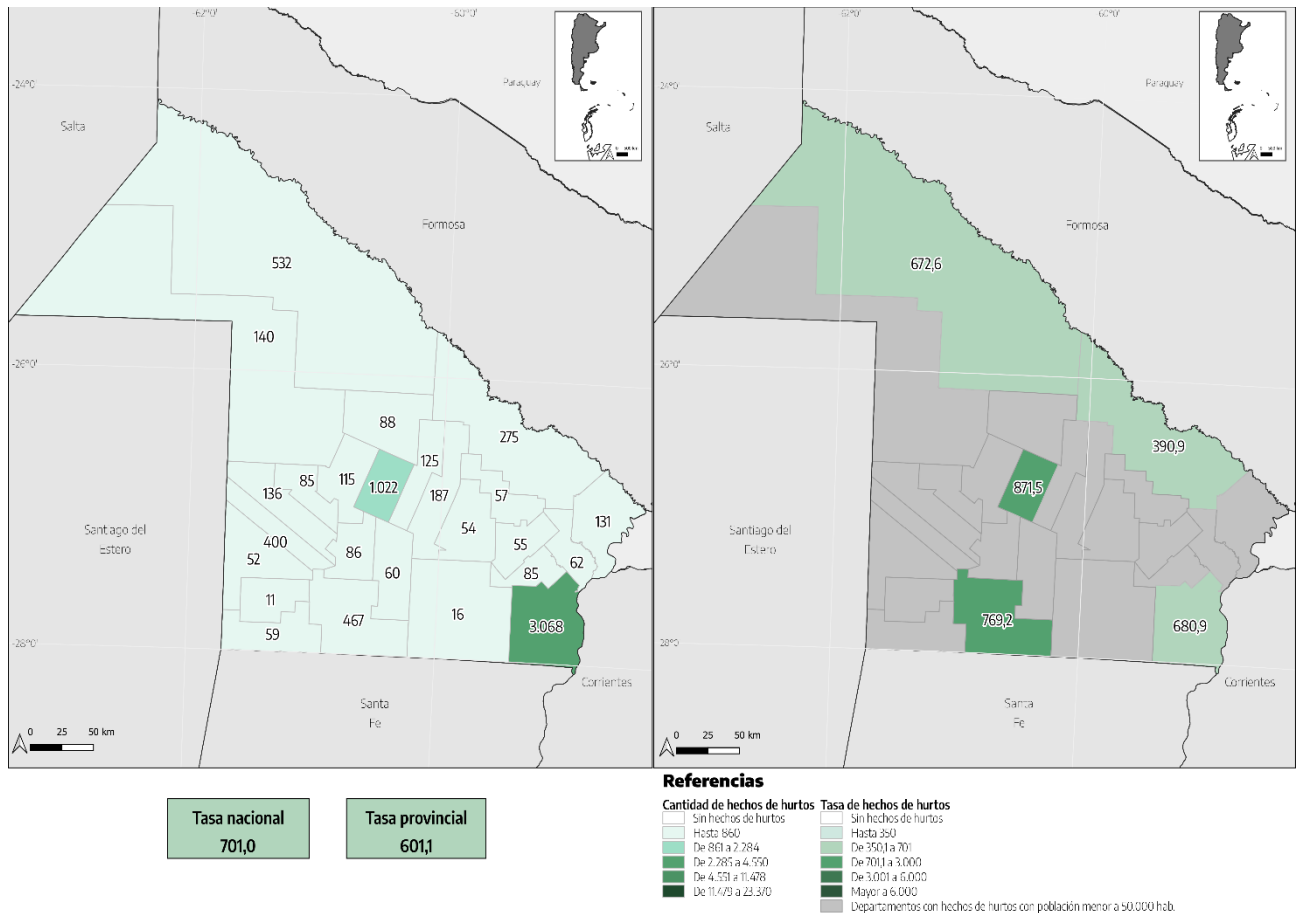 -62°0'
-60°0'
Paraguay
-24°0'
Salta
Formosa
532
140
-26°0'
88
275
125
85
115
1.022
136
187
57
131
54
Santiago del
Estero
400
55
52
86
62
60
85
11
16
467
3.068
59
-28°0'
Corrientes
Santa
Fe
0 25 50 km
60°0'
Paraguay
Salta
Formosa
672,6
26°0'
390,9
871,5
Santiago del
Estero
769,2
680,9
Corrientes
Santa
Fe
0 25 50 km
Tasa nacional
701,0
Tasa provincial
601,1
Referencias
Cantidad de hechos de hurtos
Sin hechos de hurtos
Hasta 860
De 861 a 2.284
De 2.285 a 4.550
De 4.551 a 11.478
De 11.479 a 23.370
Tasa de hechos de hurtos
Sin hechos de hurtos
Hasta 350
De 350,1 a 701
De 701,1 a 3.000
De 3.001 a 6.000
Mayor a 6.000
Departamentos con hechos de hurtos con población menor a 50.000 hab.